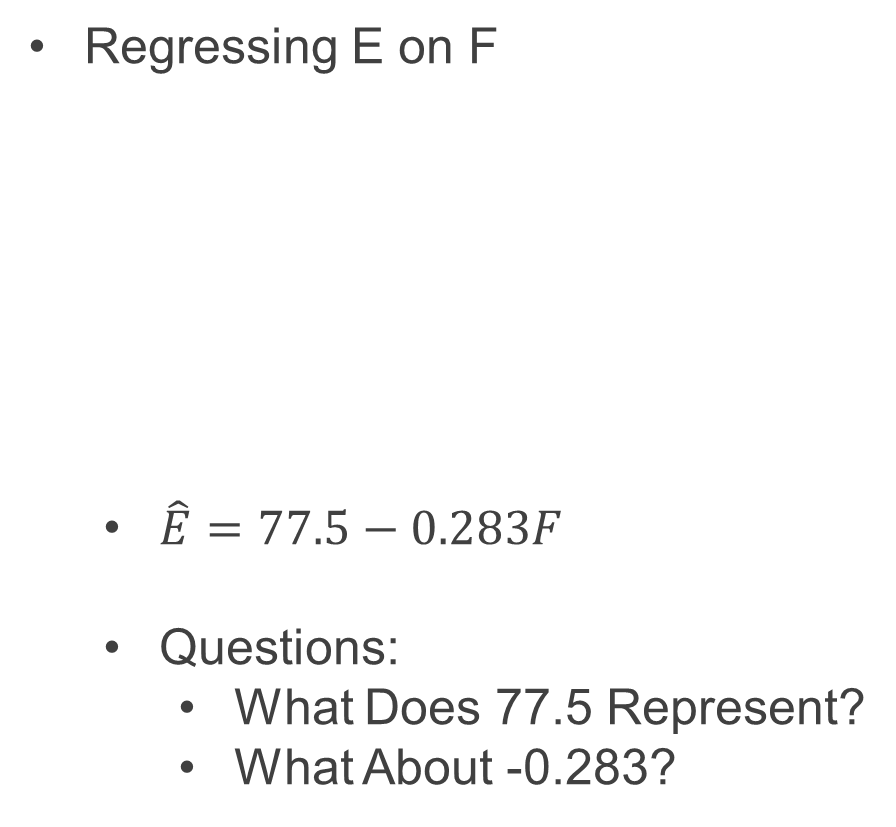 • Regressing E on F
• Ê = 77.5 − 0.283F
• Questions:
• What Does 77.5 Represent?
• What About -0.283?